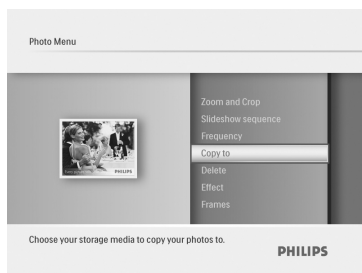 Photo Menu
Zoom and Crop
Slideshow sequence
Frequency
Copy to
Delete
Effect
Frames
PHILIPS
Choose your storage media to copy your photos to.
PHILIPS